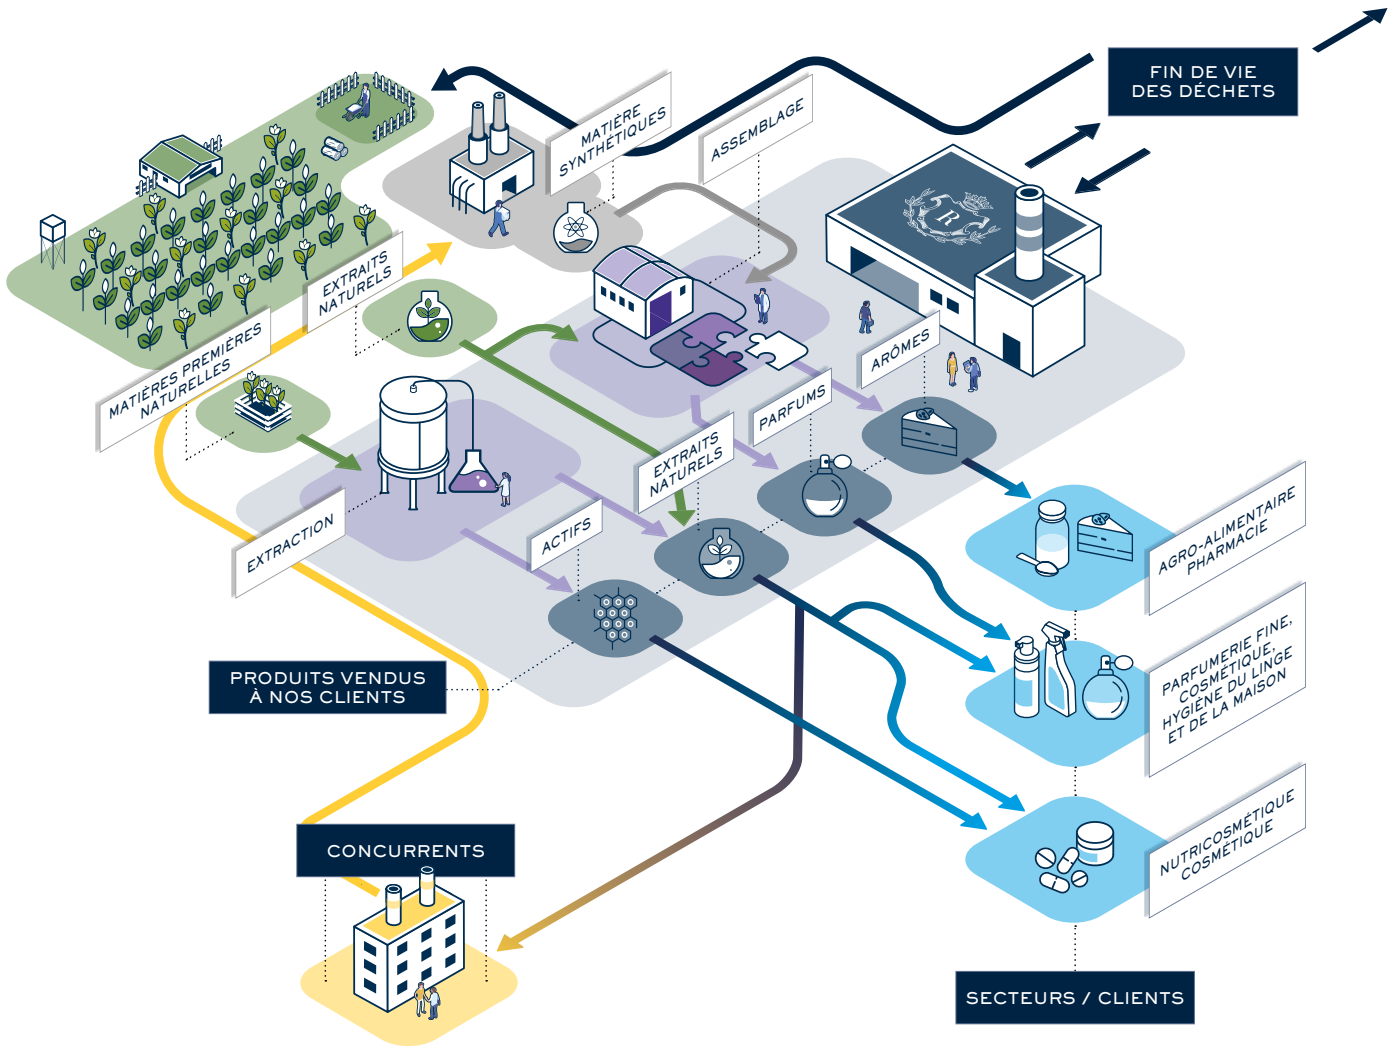 FIN DE VIE
DES DÉCHETS
MATIÈRE
SYNTHÉTIQUES
ASSEMBLAGE
R
EXTRAITS
NATURELS
MATIÈRES PREMIÈRES
NATURELLES
ARÔMES
PARFUMS
EXTRAITS
NATURELS
EXTRACTION
ACTIFS
AGRO-ALIMENTAIRE
PHARMACIE
PARFUMERIE FINE,
COSMÉTIQUE,
HYGIÈNE DU LINGE
ET DE LA MAISON
PRODUITS VENDUS
À NOS CLIENTS
NUTRICOSMÉTIQUE
COSMÉTIQUE
CONCURRENTS
SECTEURS / CLIENTS